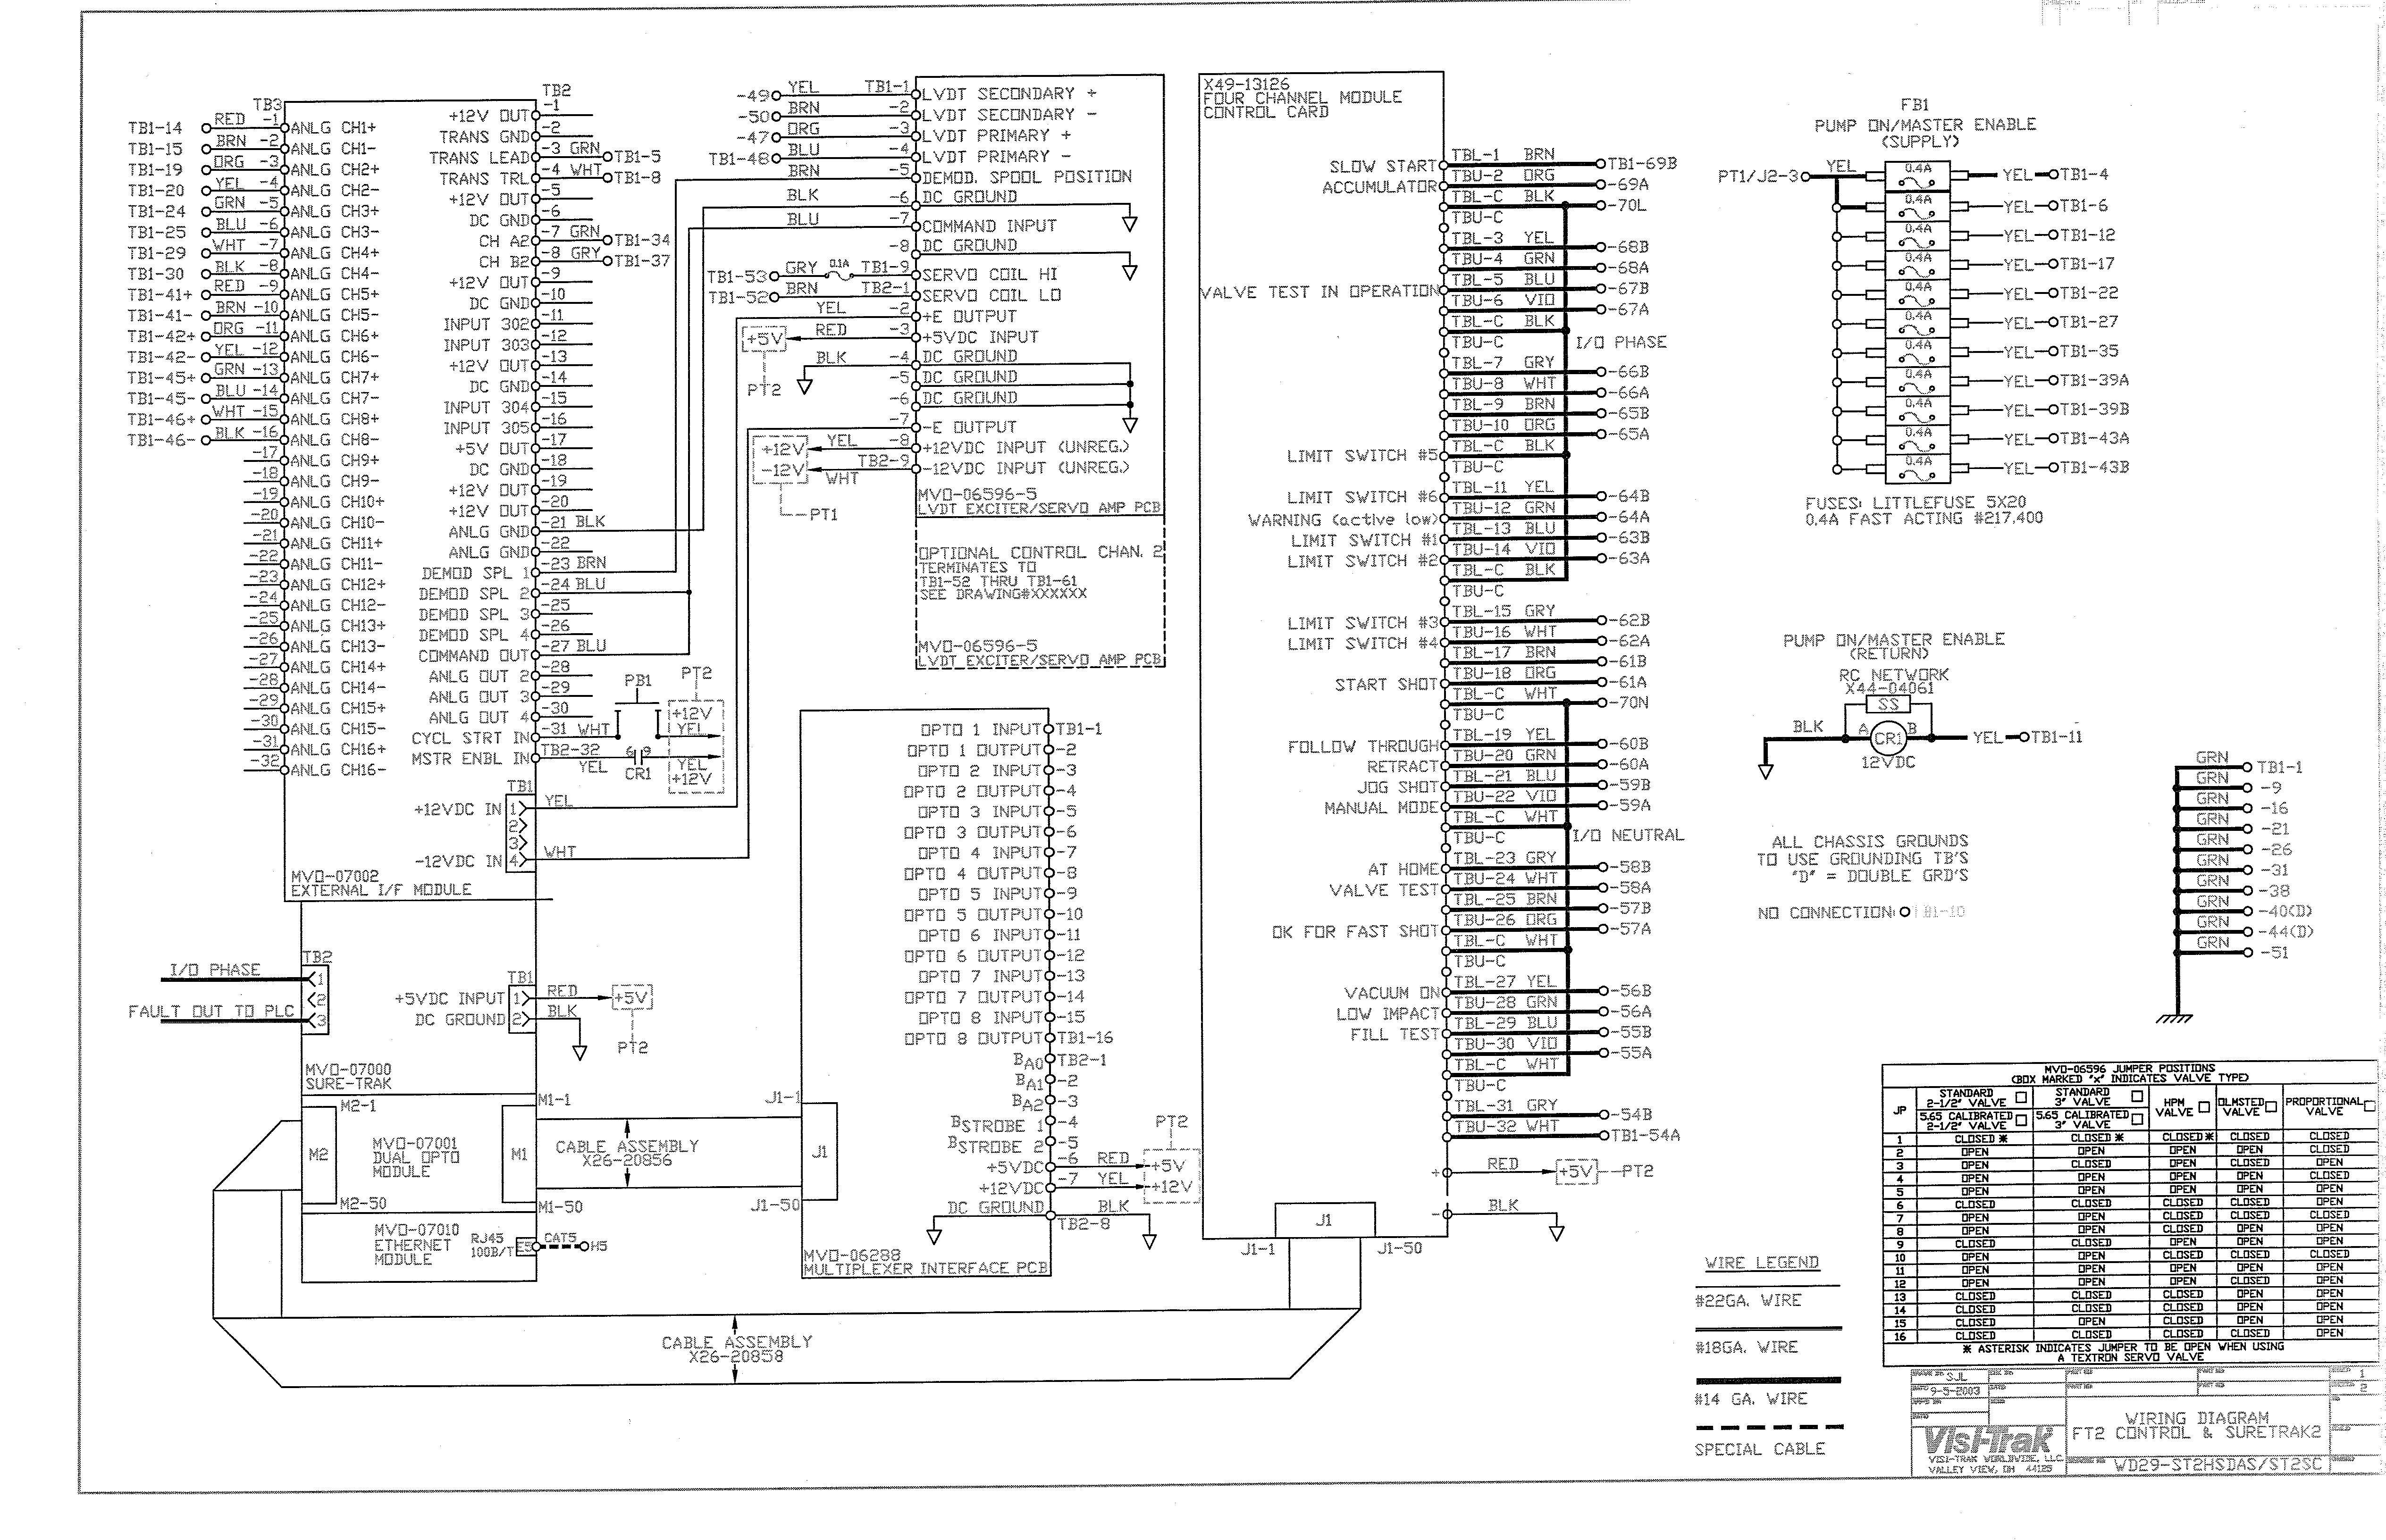 TB3
TB1-14 RED -1 ANLG CH1+
TB1-15 BRN -2 ANLG CH1-
TB1-19 ORG -3 ANLG CH2+
TB1-20 YEL -4 ANLG CH2-
TB1-24 GRN -5 ANLG CH3+
TB1-25 BLU -6 ANLG CH3-
TB1-29 WHT -7 ANLG CH4+
TB1-30 BLK -8 ANLG CH4-
TB1-41+ RED -9 ANLG CH5+
TB1-41- BRN -10 ANLG CH5-
TB1-42+ ORG -11 ANLG CH6+
TB1-42- YEL -12 ANLG CH6-
TB1-45+ GRN -13 ANLG CH7+
TB1-45- BLU -14 ANLG CH7-
TB1-46+ WHT -15 ANLG CH8+
TB1-46- BLK -16 ANLG CH8-
-17 ANLG CH9+
-18 ANLG CH9-
-19 ANLG CH10+
-20 ANLG CH10-
-21 ANLG CH11+
-22 ANLG CH11-
-23 ANLG CH12+
-24 ANLG CH12-
-25 ANLG CH13+
-26 ANLG CH13-
-27 ANLG CH14+
-28 ANLG CH14-
-29 ANLG CH15+
-30 ANLG CH15-
-31 ANLG CH16+
-32 ANLG CH16-
TB2
+12V OUT -1
TRANS GND -2
TRANS LEAD -3 GRN TB1-5
TRANS TRL -4 WHT TB1-8
+12V OUT -5
DC GND -6
CH A2 -7 GRN TB1-34
CH B2 -8 GRY TB1-37
+12V OUT -9
DC GND -10
INPUT 302 -11
INPUT 303 -12
+12V OUT -13
DC GND -14
INPUT 304 -15
INPUT 305 -16
+5V OUT -17
DC GND -18
+12V OUT -19
+12V OUT -20
ANLG GND -21 BLK
ANLG GND -22
DEMOD SPL 1 -23 BRN
DEMOD SPL 2 -24 BLU
DEMOD SPL 3 -25
DEMOD SPL 4 -26
COMMAND OUT -27 BLU
ANLG OUT 2 -28
ANLG OUT 3 -29
ANLG OUT 4 -30
CYCL STRT IN -31 WHT
MSTR ENBL IN TB2-32 YEL
PB1
PT2
+12V
YEL
6 9
CR1
YEL
+12V
TB1
+12VDC IN 1 YEL
2
3
-12VDC IN 4 WHT
MVO-07002
EXTERNAL I/F MODULE
TB2
I/O PHASE 1
2
FAULT OUT TO PLC 3
TB1
+5VDC INPUT 1 RED +5V
DC GROUND 2 BLK
PT2
MVO-07000
SURE-TRAK
M2-1
M2
M2-50
MVO-07001
DUAL OPTO
MODULE
M1-1
M1
M1-50
CABLE ASSEMBLY
X26-20856
MVO-07010
ETHERNET
MODULE
RJ45
100B/T E5 CAT5 H5
CABLE ASSEMBLY
X26-20858
-49 YEL TB1-1 LVDT SECONDARY +
-50 BRN -2 LVDT SECONDARY -
-47 ORG -3 LVDT PRIMARY +
TB1-48 BLU -4 LVDT PRIMARY -
BRN -5 DEMOD. SPOOL POSITION
BLK -6 DC GROUND
BLU -7 COMMAND INPUT
-8 DC GROUND
TB1-53 GRY 0.1A TB1-9 SERVO COIL HI
TB1-52 BRN TB2-1 SERVO COIL LO
YEL -2 +E OUTPUT
+5V RED -3 +5VDC INPUT
PT2
BLK -4 DC GROUND
-5 DC GROUND
-6 DC GROUND
-7 -E OUTPUT
+12V YEL -8 +12VDC INPUT (UNREG.)
-12V WHT TB2-9 -12VDC INPUT (UNREG.)
PT1
MVO-06596-5
LVDT EXCITER/SERVO AMP PCB
OPTIONAL CONTROL CHAN. 2
TERMINATES TO
TB1-52 THRU TB1-61
SEE DRAWING#XXXXXX
MVO-06596-5
LVDT EXCITER/SERVO AMP PCB
OPTO 1 INPUT TB1-1
OPTO 1 OUTPUT -2
OPTO 2 INPUT -3
OPTO 2 OUTPUT -4
OPTO 3 INPUT -5
OPTO 3 OUTPUT -6
OPTO 4 INPUT -7
OPTO 4 OUTPUT -8
OPTO 5 INPUT -9
OPTO 5 OUTPUT -10
OPTO 6 INPUT -11
OPTO 6 OUTPUT -12
OPTO 7 INPUT -13
OPTO 7 OUTPUT -14
OPTO 8 INPUT -15
OPTO 8 OUTPUT TB1-16
BA0 TB2-1
BA1 -2
BA2 -3
BSTROBE 1 -4
BSTROBE 2 -5
+5VDC -6 RED +5V
+12VDC -7 YEL +12V
DC GROUND TB2-8 BLK
PT2
J1-1
J1
J1-50
MVO-06288
MULTIPLEXER INTERFACE PCB
X49-13126
FOUR CHANNEL MODULE
CONTROL CARD
SLOW START TBL-1 BRN TB1-69B
ACCUMULATOR TBU-2 ORG -69A
TBL-C BLK -70L
TBU-C
TBL-3 YEL -68B
TBU-4 GRN -68A
VALVE TEST IN OPERATION TBL-5 BLU -67B
TBU-6 VIO -67A
TBL-C BLK
TBU-C I/O PHASE
TBL-7 GRY -66B
TBU-8 WHT -66A
TBL-9 BRN -65B
TBU-10 ORG -65A
LIMIT SWITCH #5 TBL-C BLK
TBU-C
LIMIT SWITCH #6 TBL-11 YEL -64B
WARNING (active low) TBU-12 GRN -64A
LIMIT SWITCH #1 TBL-13 BLU -63B
LIMIT SWITCH #2 TBU-14 VIO -63A
TBL-C BLK
TBU-C
LIMIT SWITCH #3 TBL-15 GRY -62B
LIMIT SWITCH #4 TBU-16 WHT -62A
TBL-17 BRN -61B
START SHOT TBU-18 ORG -61A
TBL-C WHT -70N
TBU-C
FOLLOW THROUGH TBL-19 YEL -60B
RETRACT TBU-20 GRN -60A
JOG SHOT TBL-21 BLU -59B
MANUAL MODE TBU-22 VIO -59A
TBL-C WHT
TBU-C I/O NEUTRAL
AT HOME TBL-23 GRY -58B
VALVE TEST TBU-24 WHT -58A
TBL-25 BRN -57B
OK FOR FAST SHOT TBU-26 ORG -57A
TBL-C WHT
TBU-C
VACUUM ON TBL-27 YEL -56B
LOW IMPACT TBU-28 GRN -56A
FILL TEST TBL-29 BLU -55B
TBU-30 VIO -55A
TBL-C WHT
TBU-C
TBL-31 GRY -54B
TBU-32 WHT TB1-54A
+ RED +5V PT2
- BLK
J1
J1-1 J1-50
FB1
PUMP ON/MASTER ENABLE
(SUPPLY)
PT1/J2-3 YEL 0.4A YEL TB1-4
0.4A YEL TB1-6
0.4A YEL TB1-12
0.4A YEL TB1-17
0.4A YEL TB1-22
0.4A YEL TB1-27
0.4A YEL TB1-35
0.4A YEL TB1-39A
0.4A YEL TB1-39B
0.4A YEL TB1-43A
0.4A YEL TB1-43B
FUSES: LITTLEFUSE 5X20
0.4A FAST ACTING #217.400
PUMP ON/MASTER ENABLE
(RETURN)
RC NETWORK
X44-04061
SS
BLK A CR1 B YEL TB1-11
12VDC
ALL CHASSIS GROUNDS
TO USE GROUNDING TB'S
"D" = DOUBLE GRD'S
NO CONNECTION: TB1-10
GRN TB1-1
GRN -9
GRN -16
GRN -21
GRN -26
GRN -31
GRN -38
GRN -40(D)
GRN -44(D)
GRN -51
MVO-06596 JUMPER POSITIONS
(BOX MARKED "x" INDICATES VALVE TYPE)
JP
STANDARD 2-1/2" VALVE
5.65 CALIBRATED 2-1/2" VALVE
STANDARD 3" VALVE
5.65 CALIBRATED 3" VALVE
HPM VALVE
OLMSTED VALVE
PROPORTIONAL VALVE
1 CLOSED * CLOSED * CLOSED * CLOSED CLOSED
2 OPEN OPEN OPEN OPEN CLOSED
3 OPEN CLOSED OPEN CLOSED OPEN
4 OPEN OPEN OPEN OPEN CLOSED
5 OPEN OPEN OPEN OPEN OPEN
6 CLOSED CLOSED CLOSED CLOSED OPEN
7 OPEN OPEN CLOSED CLOSED CLOSED
8 OPEN OPEN CLOSED OPEN OPEN
9 CLOSED CLOSED OPEN OPEN OPEN
10 OPEN OPEN CLOSED CLOSED CLOSED
11 OPEN OPEN OPEN OPEN OPEN
12 OPEN OPEN OPEN CLOSED OPEN
13 CLOSED CLOSED CLOSED OPEN OPEN
14 CLOSED CLOSED CLOSED OPEN OPEN
15 CLOSED OPEN CLOSED OPEN OPEN
16 CLOSED CLOSED CLOSED CLOSED OPEN
* ASTERISK INDICATES JUMPER TO BE OPEN WHEN USING
A TEXTRON SERVO VALVE
WIRE LEGEND
#22GA. WIRE
#18GA. WIRE
#14 GA. WIRE
SPECIAL CABLE
SJL
9-5-2003
1
2
Visi-Trak
VISI-TRAK WORLDWIDE, LLC.
VALLEY VIEW, OH 44125
WIRING DIAGRAM
FT2 CONTROL & SURETRAK2
WD29-ST2HSDAS/ST2SC